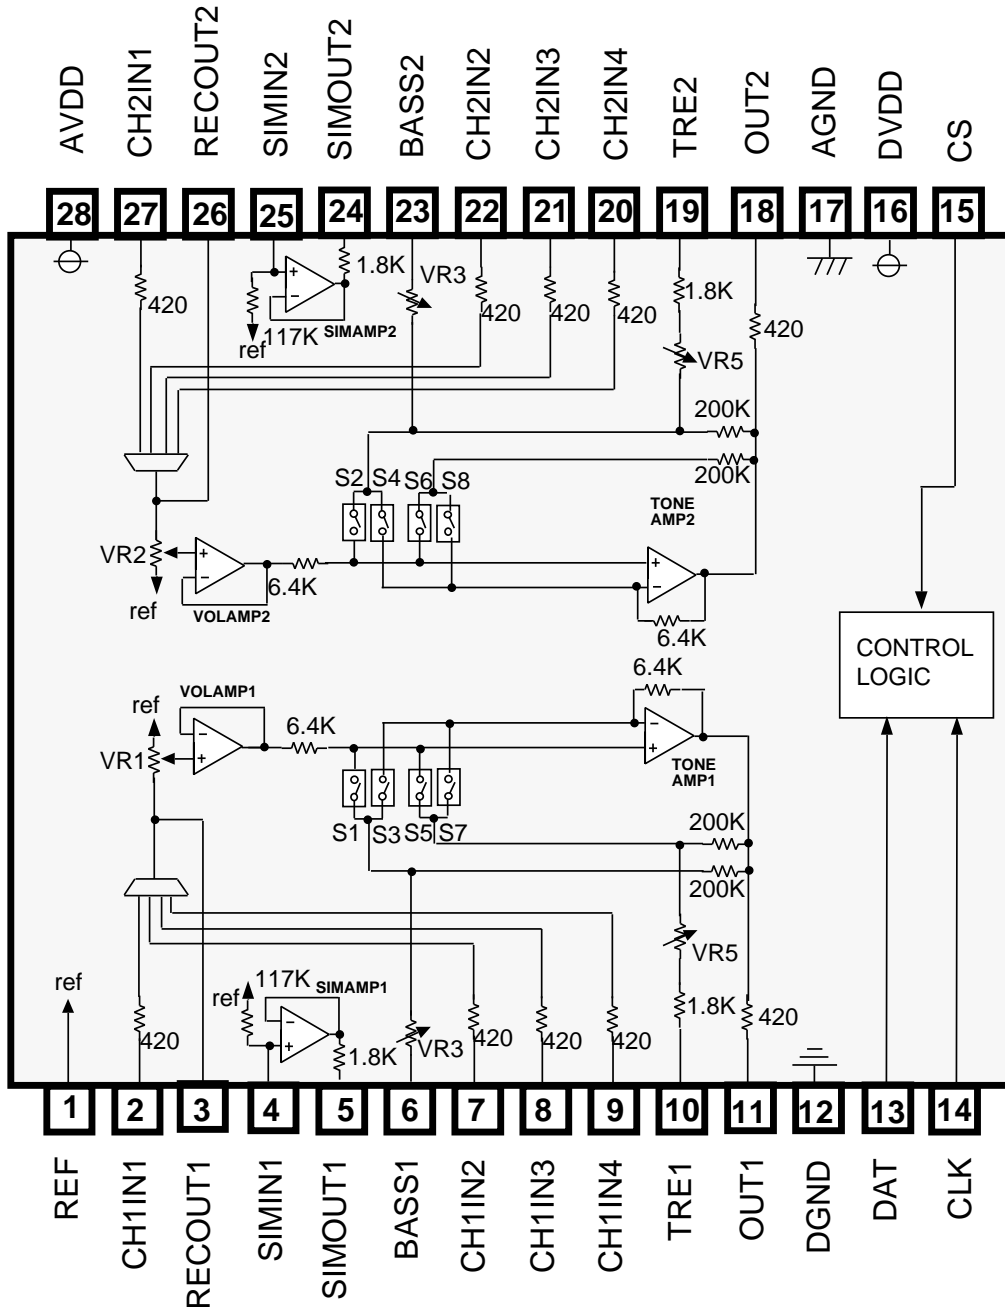 AVDD
CH2IN1
RECOUT2
SIMIN2
SIMOUT2
BASS2
CH2IN2
CH2IN3
CH2IN4
TRE2
OUT2
AGND
DVDD
CS
28
27
26
25
24
23
22
21
20
19
18
17
16
15
420
117K
ref
SIMAMP2
1.8K
VR3
420
420
420
1.8K
VR5
420
200K
200K
S2
S4
S6
S8
TONE
AMP2
VR2
ref
+
−
VOLAMP2
6.4K
+
−
6.4K
+
−
CONTROL
LOGIC
ref
VR1
VOLAMP1
−
+
6.4K
6.4K
−
+
TONE
AMP1
S1
S3
S5
S7
200K
200K
ref
420
ref
117K
SIMAMP1
−
+
1.8K
VR3
420
420
420
VR5
1.8K
420
1
2
3
4
5
6
7
8
9
10
11
12
13
14
REF
CH1IN1
RECOUT1
SIMIN1
SIMOUT1
BASS1
CH1IN2
CH1IN3
CH1IN4
TRE1
OUT1
DGND
DAT
CLK